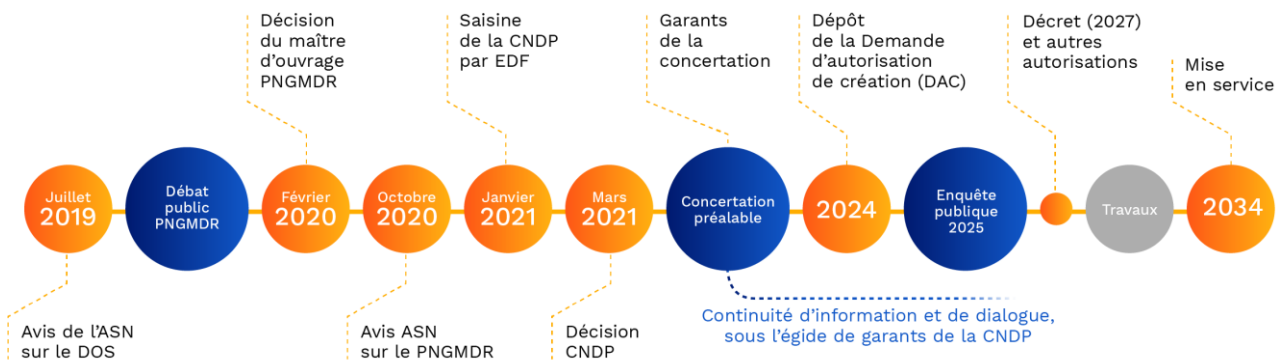 Décision
du maître
d'ouvrage
PNGMDR
Saisine
de la CNDP
par EDF
Garants
de la
concertation
Dépôt
de la Demande
d'autorisation
de création (DAC)
Décret (2027)
et autres
autorisations
Mise
en service
Juillet
2019
Débat
public
PNGMDR
Février
2020
Octobre
2020
Janvier
2021
Mars
2021
Concertation
préalable
2024
Enquête
publique
2025
Travaux
2034
Avis de l'ASN
sur le DOS
Avis ASN
sur le PNGMDR
Décision
CNDP
Continuité d'information et de dialogue,
sous l'égide de garants de la CNDP